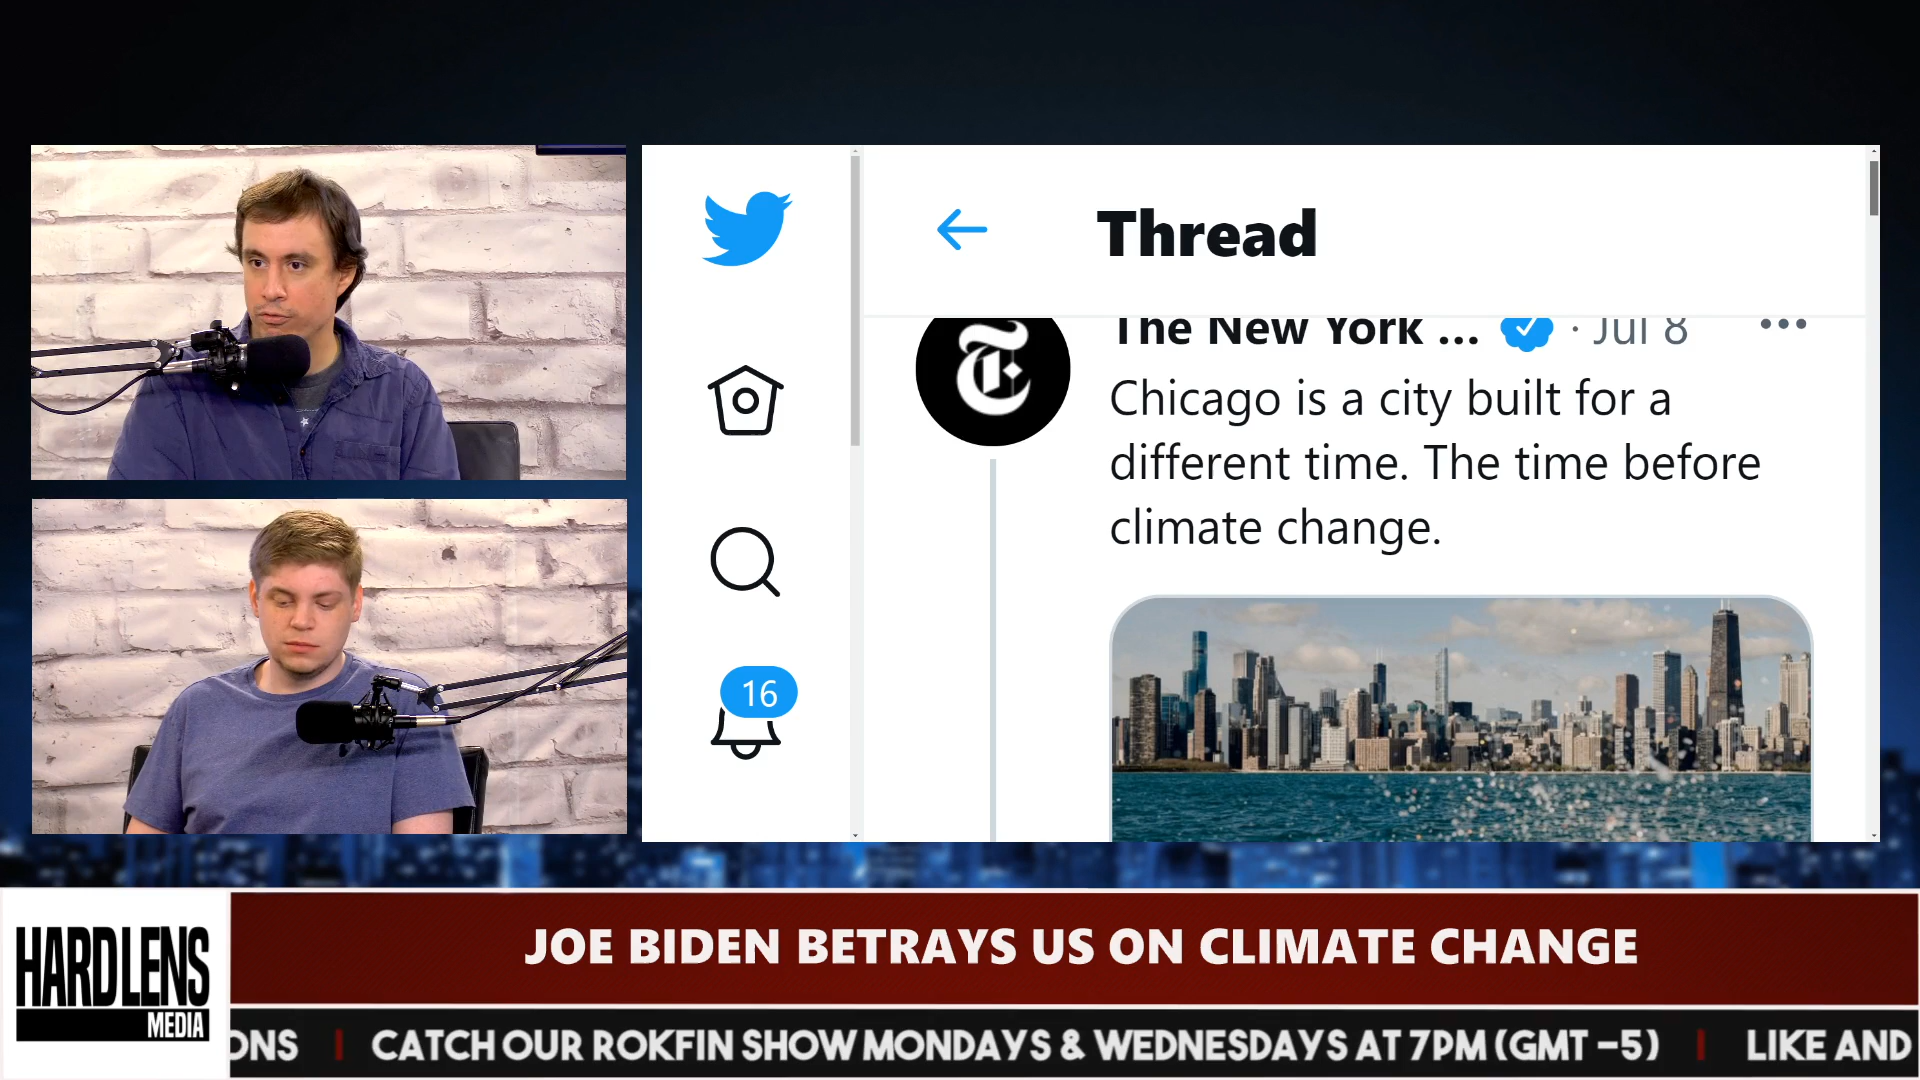 Thread
The New York ... · Jul 8
Chicago is a city built for a
different time. The time before
climate change.
16
JOE BIDEN BETRAYS US ON CLIMATE CHANGE
HARD LENS
MEDIA
ONS | CATCH OUR ROKFIN SHOW MONDAYS & WEDNESDAYS AT 7PM (GMT -5) | LIKE AND